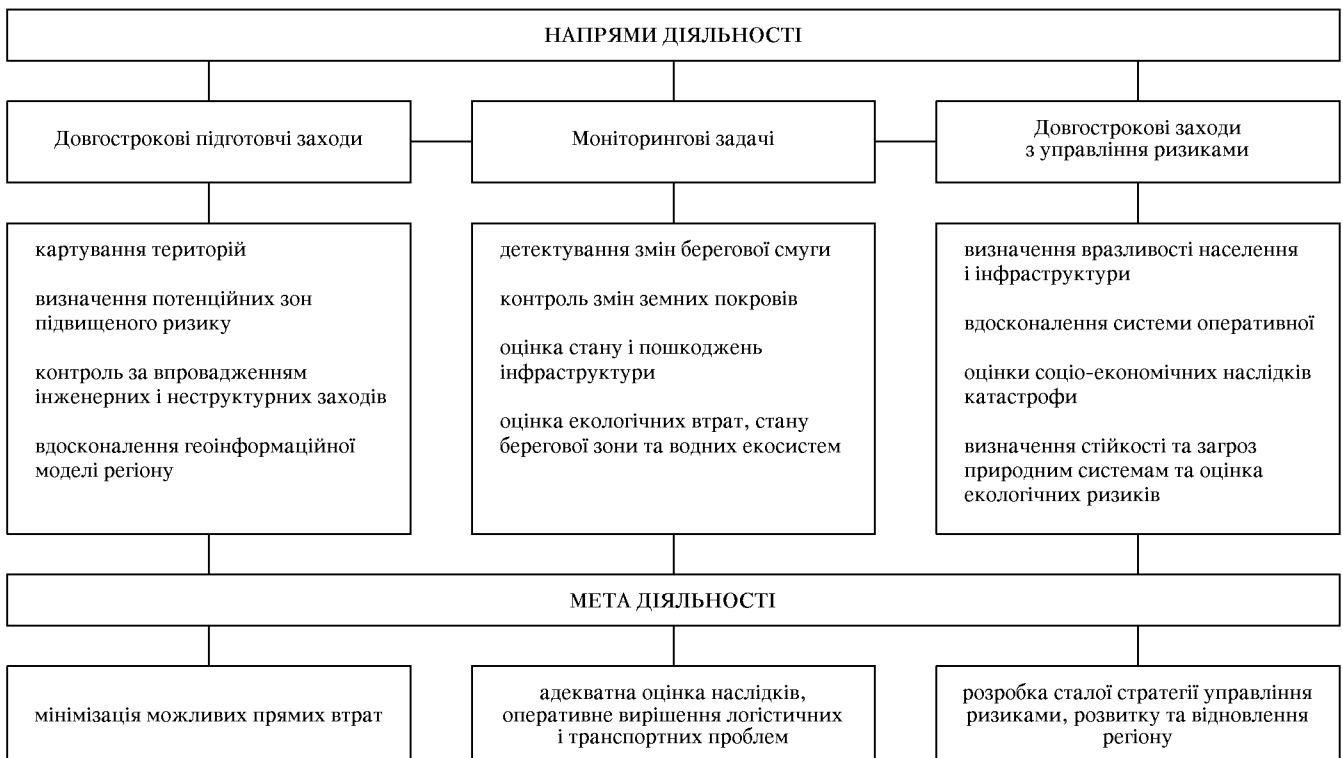 НАПРЯМИ ДІЯЛЬНОСТІ
Довгострокові підготовчі заходи
Моніторингові задачі
Довгострокові заходи
з управління ризиками
картування територій
визначення потенційних зон
підвищеного ризику
контроль за впровадженням
інженерних і неструктурних заходів
вдосконалення геоінформаційної
моделі регіону
детектування змін берегової смуги
контроль змін земних покровів
оцінка стану і пошкоджень
інфраструктури
оцінка екологічних втрат, стану
берегової зони та водних екосистем
визначення вразливості населення
і інфраструктури
вдосконалення системи оперативної
оцінки соціо-економічних наслідків
катастрофи
визначення стійкості та загроз
природним системам та оцінка
екологічних ризиків
МЕТА ДІЯЛЬНОСТІ
мінімізація можливих прямих втрат
адекватна оцінка наслідків,
оперативне вирішення логістичних
і транспортних проблем
розробка сталої стратегії управління
ризиками, розвитку та відновлення
регіону